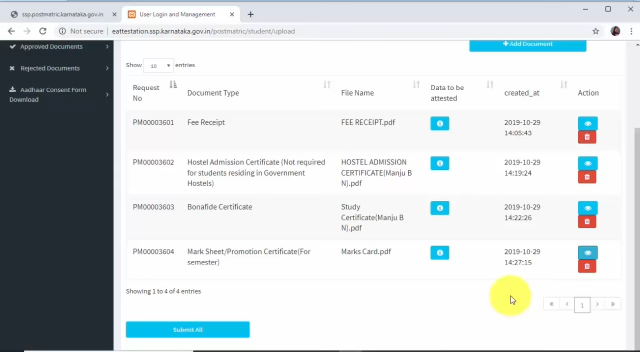 ssp.postmatric.karnataka.gov.in
User Login and Management
Not secure | eattestation.ssp.karnataka.gov.in/postmatric/student/upload
Approved Documents
Rejected Documents
Aadhaar Consent Form
Download
+Add Document
Show 10 entries
Request No Document Type File Name Data to be attested created_at Action
PM00003601 Fee Receipt FEE RECEIPT.pdf 2019-10-29
14:05:43
PM00003602 Hostel Admission Certificate (Not required HOSTEL ADMISSION 2019-10-29
for students residing in Government CERTIFICATE(Manju B 14:19:24
Hostels) N).pdf
PM00003603 Bonafide Certificate Study 2019-10-29
Certificate(Manju B 14:22:26
N).pdf
PM00003604 Mark Sheet/Promotion Certificate(For Marks Card.pdf 2019-10-29
semester) 14:27:15
Showing 1 to 4 of 4 entries
« ‹ 1 › »
Submit All